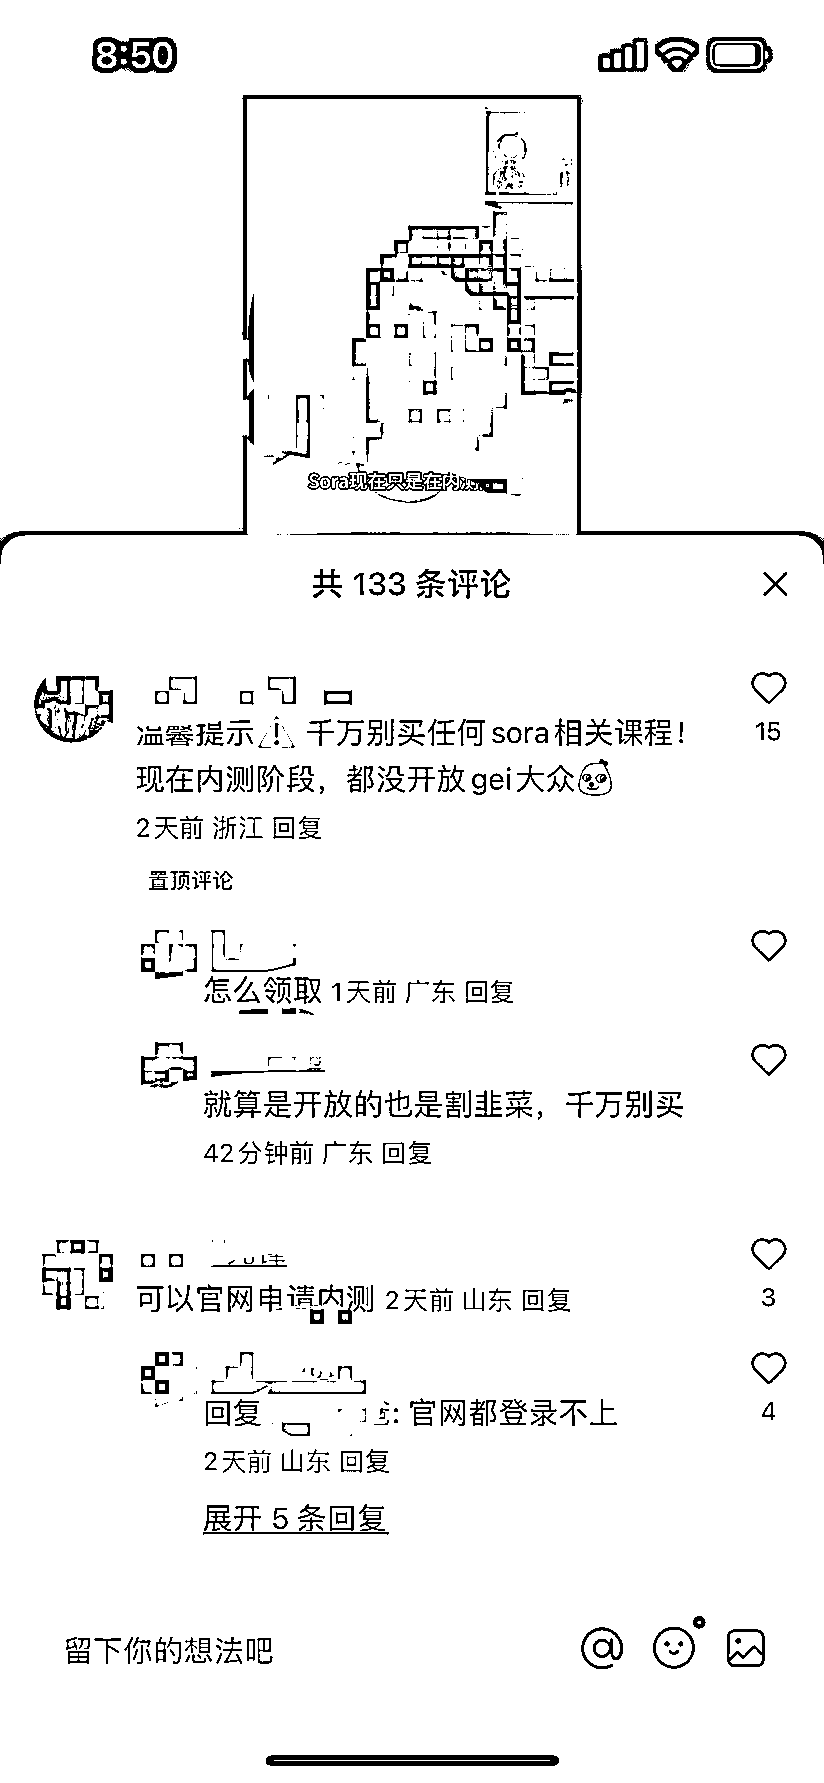 8:50
Sora现在只是在内测
共 133 条评论
温馨提示⚠️ 千万别买任何sora相关课程！
现在内测阶段，都没开放gei大众
2天前 浙江 回复
15
置顶评论
怎么领取 1天前 广东 回复
就算是开放的也是割韭菜，千万别买
42分钟前 广东 回复
可以官网申请内测 2天前 山东 回复
3
回复 : 官网都登录不上
4
2天前 山东 回复
展开 5 条回复
留下你的想法吧